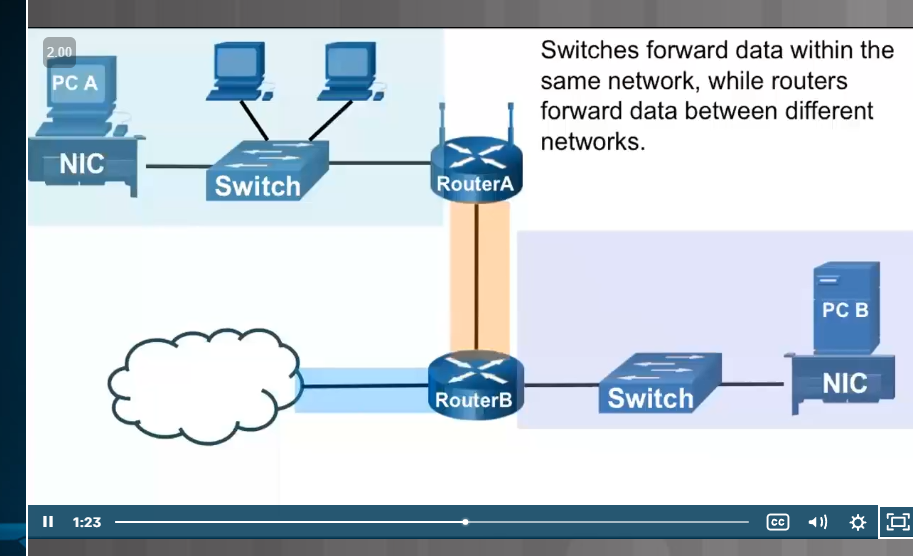 2.00
Switches forward data within the
same network, while routers
forward data between different
networks.
PC A
NIC
Switch
RouterA
PC B
RouterB
Switch
NIC
1:23
CC